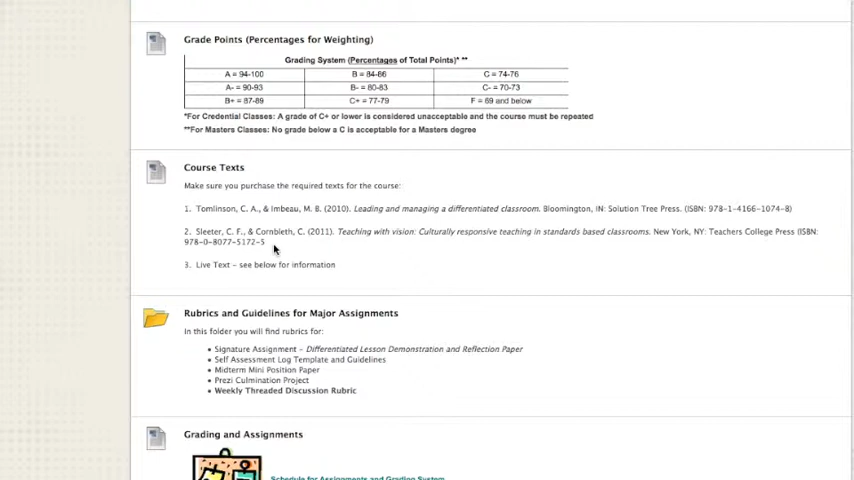 Grade Points (Percentages for Weighting)
Grading System (Percentages of Total Points)* **
A = 94-100 B = 84-86 C = 74-76
A- = 90-93 B- = 80-83 C- = 70-73
B+ = 87-89 C+ = 77-79 F = 69 and below
*For Credential Classes: A grade of C+ or lower is considered unacceptable and the course must be repeated
**For Masters Classes: No grade below a C is acceptable for a Masters degree
Course Texts
Make sure you purchase the required texts for the course:
1. Tomlinson, C. A., & Imbeau, M. B. (2010). Leading and managing a differentiated classroom. Bloomington, IN: Solution Tree Press. (ISBN: 978-1-4166-1074-8)
2. Sleeter, C. F., & Cornbleth, C. (2011). Teaching with vision: Culturally responsive teaching in standards based classrooms. New York, NY: Teachers College Press (ISBN:
978-0-8077-5172-5
3. Live Text - see below for information
Rubrics and Guidelines for Major Assignments
In this folder you will find rubrics for:
• Signature Assignment - Differentiated Lesson Demonstration and Reflection Paper
• Self Assessment Log Template and Guidelines
• Midterm Mini Position Paper
• Prezi Culmination Project
• Weekly Threaded Discussion Rubric
Grading and Assignments
Schedule for Assignments and Grading System